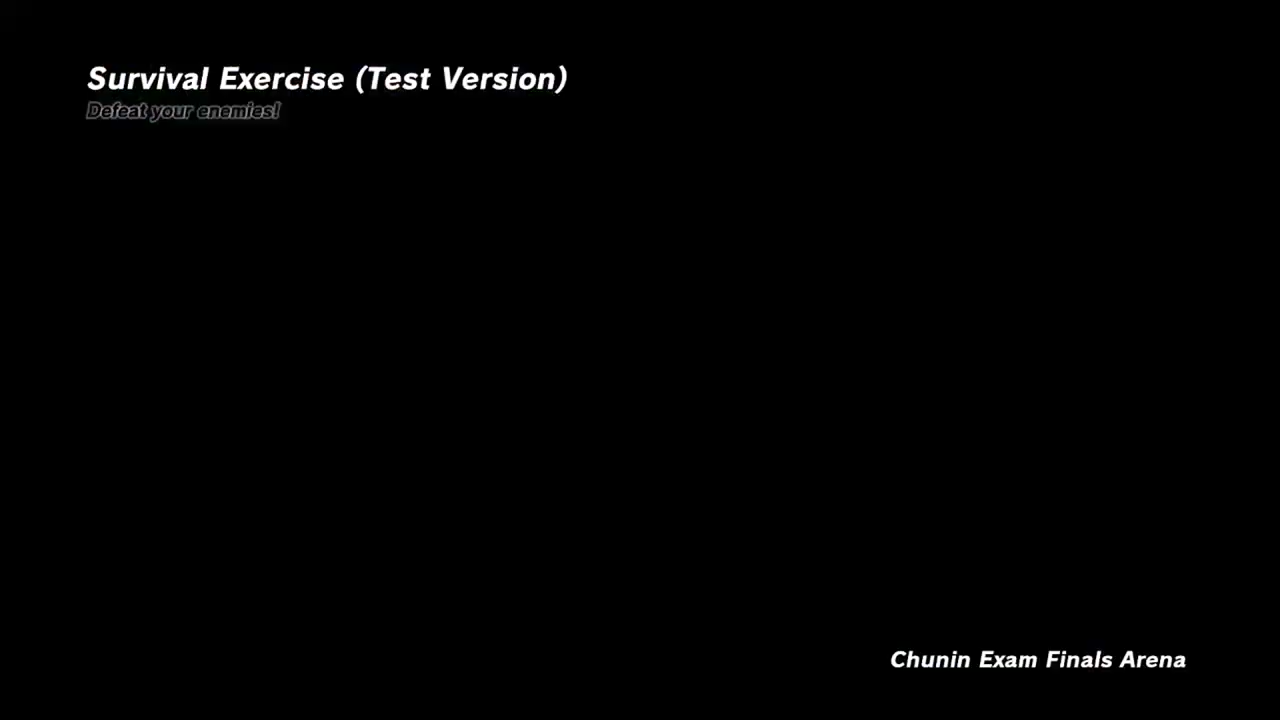 Survival Exercise (Test Version)
Defeat your enemies!
Chunin Exam Finals Arena